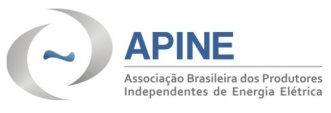 APINE
Associação Brasileira dos Produtores
Independentes de Energia Elétrica